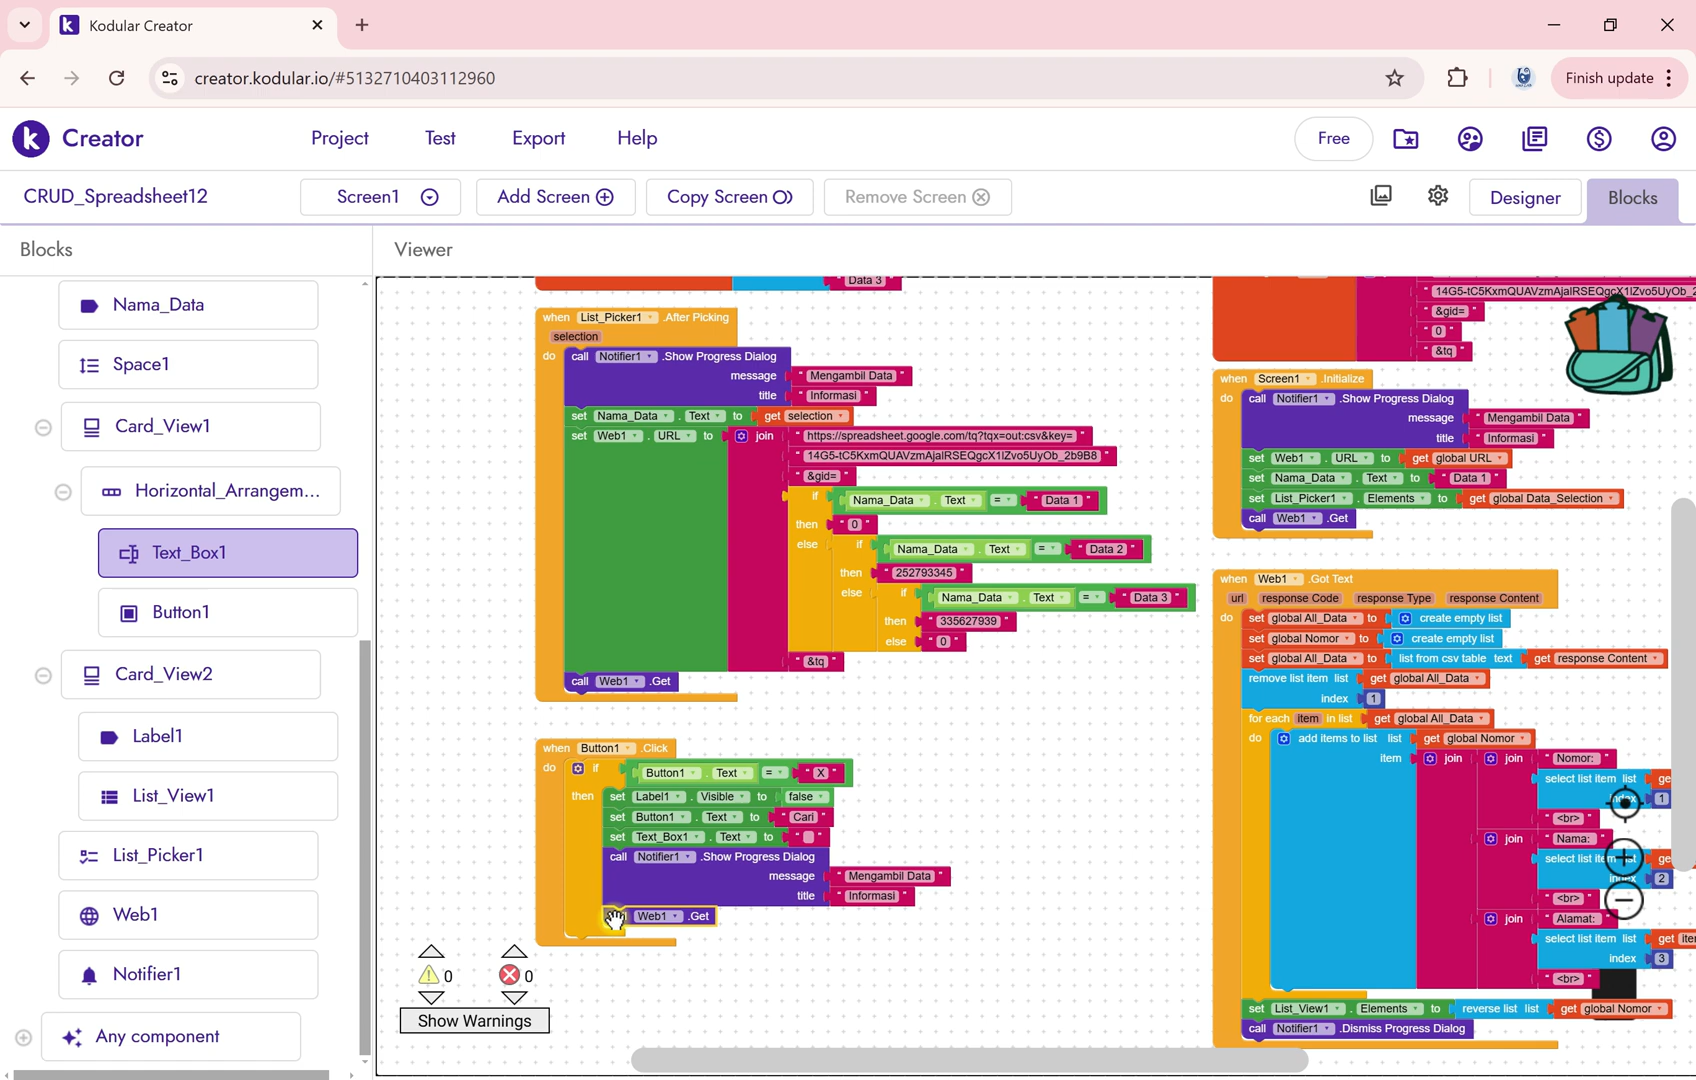 Kodular Creator
creator.kodular.io/#5132710403112960
Finish update
Creator
Project
Test
Export
Help
Free
CRUD_Spreadsheet12
Screen1
Add Screen
Copy Screen
Remove Screen
Designer
Blocks
Blocks
Viewer
Nama_Data
Space1
Card_View1
Horizontal_Arrangem...
Text_Box1
Button1
Card_View2
Label1
List_View1
List_Picker1
Web1
Notifier1
Any component
Data 3
when List_Picker1 .After Picking
selection
do call Notifier1 .Show Progress Dialog
message " Mengambil Data "
title " Informasi "
set Nama_Data . Text to get selection
set Web1 . URL to join " https://spreadsheet.google.com/tq?tqx=out:csv&key= "
" 14G5-tC5KxmQUAVzmAjalRSEQgcX1lZvo5UyOb_2b9B8 "
" &gid= "
if Nama_Data . Text = " Data 1 "
then " 0 "
else if Nama_Data . Text = " Data 2 "
then " 252793345 "
else if Nama_Data . Text = " Data 3 "
then " 335627939 "
else " 0 "
" &tq "
call Web1 .Get
when Button1 .Click
do if Button1 . Text = " X "
then set Label1 . Visible to false
set Button1 . Text to " Cari "
set Text_Box1 . Text to " "
call Notifier1 .Show Progress Dialog
message " Mengambil Data "
title " Informasi "
Web1 .Get
0
0
Show Warnings
" 14G5-tC5KxmQUAVzmAjalRSEQgcX1lZvo5UyOb_2
" &gid= "
" 0 "
" &tq "
when Screen1 .Initialize
do call Notifier1 .Show Progress Dialog
message " Mengambil Data "
title " Informasi "
set Web1 . URL to get global URL
set Nama_Data . Text to " Data 1 "
set List_Picker1 . Elements to get global Data_Selection
call Web1 .Get
when Web1 .Got Text
url response Code response Type response Content
do set global All_Data to create empty list
set global Nomor to create empty list
set global All_Data to list from csv table text get response Content
remove list item list get global All_Data
index 1
for each item in list get global All_Data
do add items to list list get global Nomor
item join join " Nomor: "
select list item list ge
1
" <br> "
join " Nama: "
select list item list ge
2
" <br> "
join " Alamat: "
select list item list get iter
index 3
" <br> "
set List_View1 . Elements to reverse list list get global Nomor
call Notifier1 .Dismiss Progress Dialog